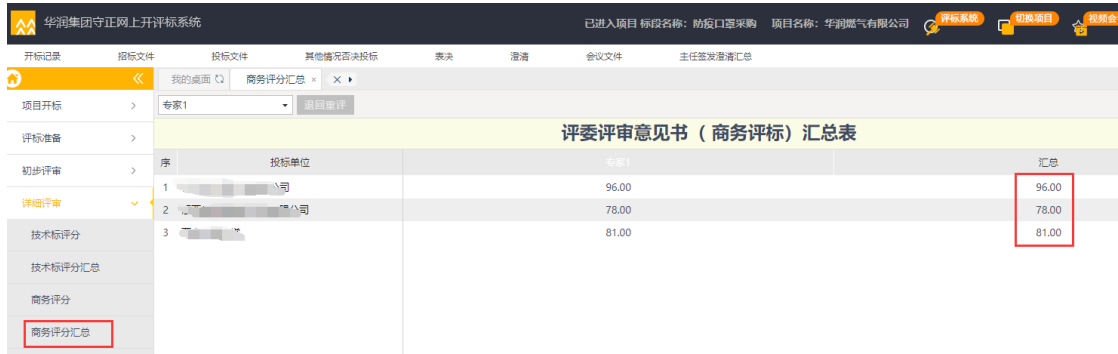 华润集团守正网上开评标系统 已进入项目 标段名称：防疫口罩采购 项目名称：华润燃气有限公司 评标系统 切换项目 视频会
开标记录 招标文件 投标文件 其他情况否决投标 表决 澄清 会议文件 主任签发澄清汇总
我的桌面 商务评分汇总
项目开标 专家1 退回重评
评委评审意见书（商务评标）汇总表
评标准备
序 投标单位 专家1 汇总
初步评审
1 公司 96.00 96.00
详细评审
2 限公司 78.00 78.00
技术标评分
3 81.00 81.00
技术标评分汇总
商务评分
商务评分汇总